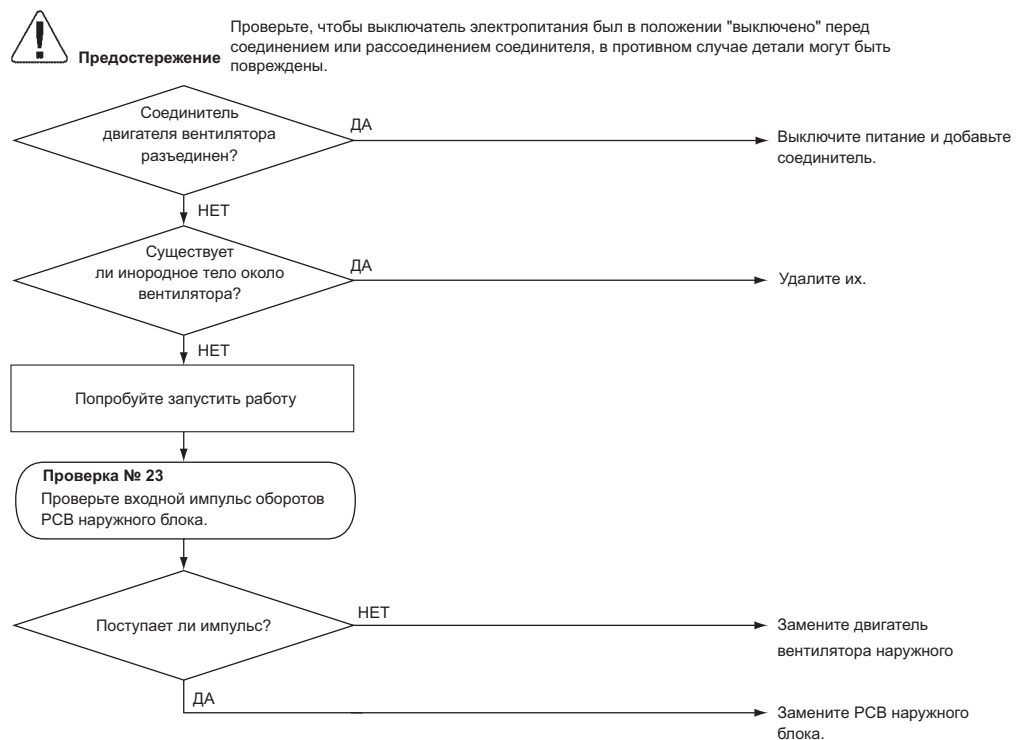 Проверьте, чтобы выключатель электропитания был в положении "выключено" перед
соединением или рассоединением соединителя, в противном случае детали могут быть
повреждены.
Предостережение
Соединитель
двигателя вентилятора
разъединен?
ДА
Выключите питание и добавьте
соединитель.
НЕТ
Существует
ли инородное тело около
вентилятора?
ДА
Удалите их.
НЕТ
Попробуйте запустить работу
Проверка № 23
Проверьте входной импульс оборотов
PCB наружного блока.
Поступает ли импульс?
НЕТ
Замените двигатель
вентилятора наружного
ДА
Замените PCB наружного
блока.